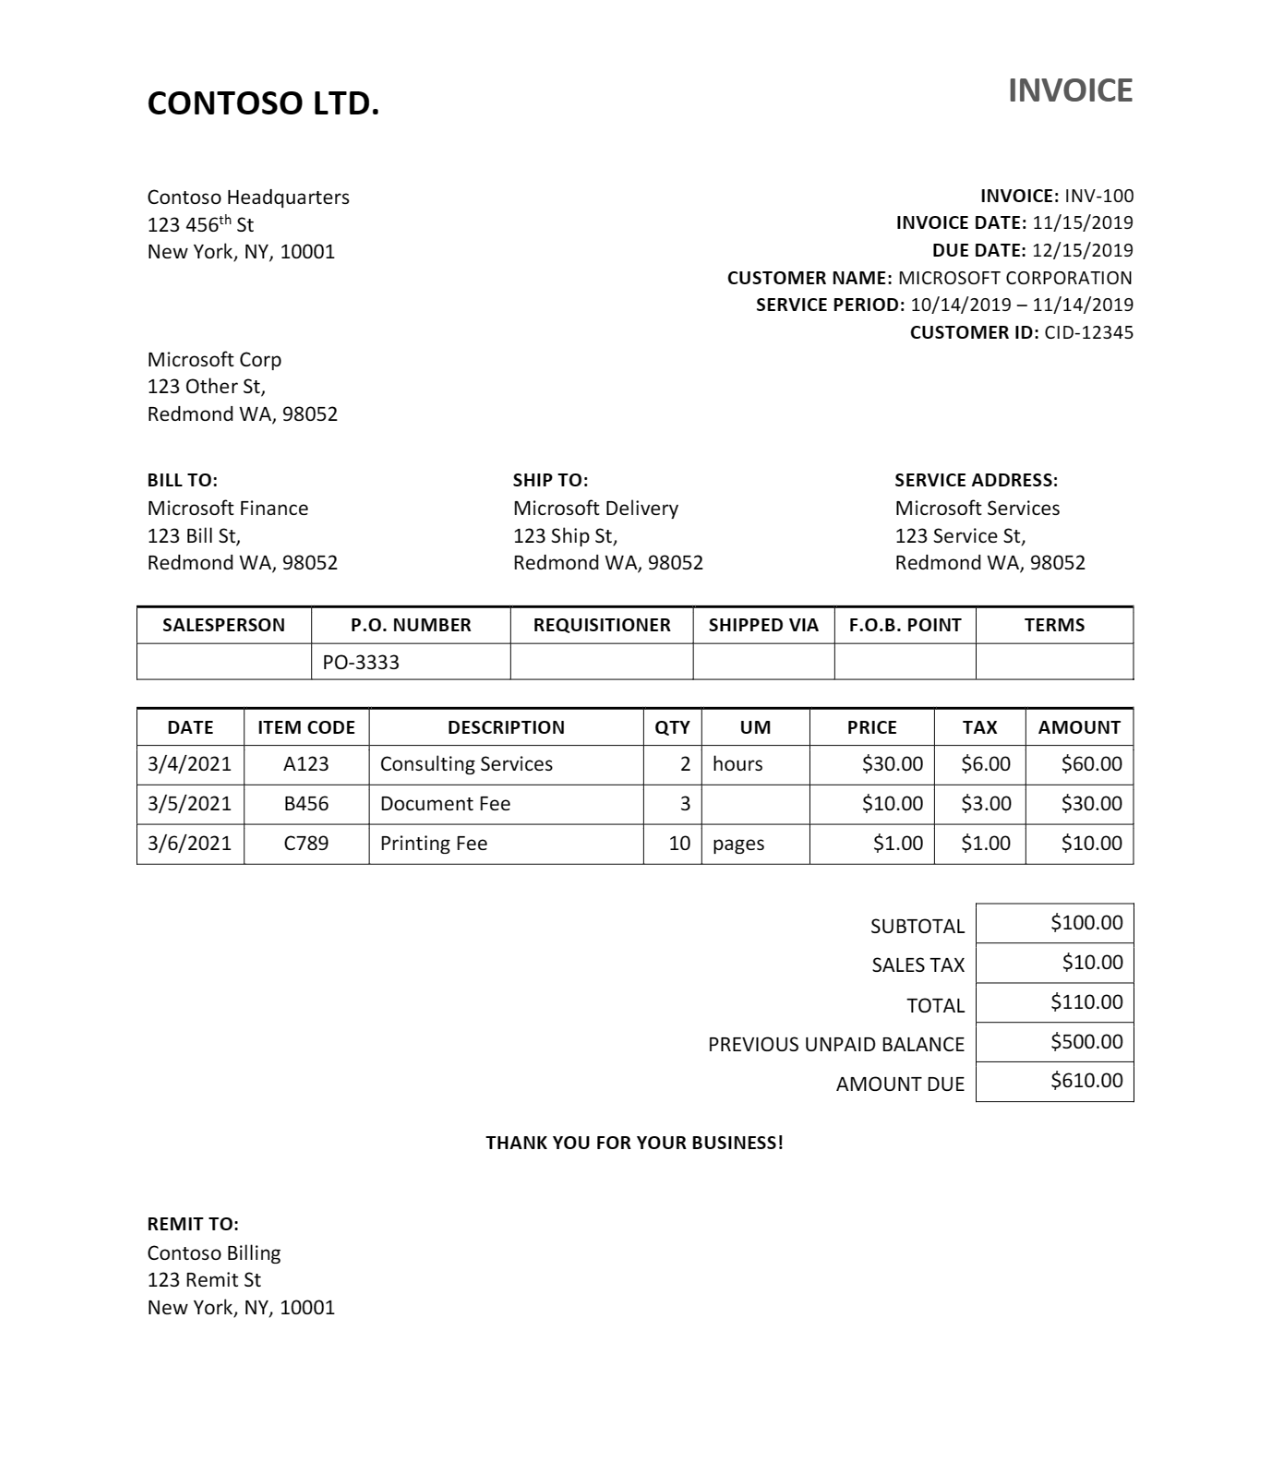 CONTOSO LTD.
INVOICE
Contoso Headquarters
123 456th St
New York, NY, 10001
INVOICE: INV-100
INVOICE DATE: 11/15/2019
DUE DATE: 12/15/2019
CUSTOMER NAME: MICROSOFT CORPORATION
SERVICE PERIOD: 10/14/2019 – 11/14/2019
CUSTOMER ID: CID-12345
Microsoft Corp
123 Other St,
Redmond WA, 98052
BILL TO:
Microsoft Finance
123 Bill St,
Redmond WA, 98052
SHIP TO:
Microsoft Delivery
123 Ship St,
Redmond WA, 98052
SERVICE ADDRESS:
Microsoft Services
123 Service St,
Redmond WA, 98052
SALESPERSON P.O. NUMBER REQUISITIONER SHIPPED VIA F.O.B. POINT TERMS
PO-3333
DATE ITEM CODE DESCRIPTION QTY UM PRICE TAX AMOUNT
3/4/2021 A123 Consulting Services 2 hours $30.00 $6.00 $60.00
3/5/2021 B456 Document Fee 3 $10.00 $3.00 $30.00
3/6/2021 C789 Printing Fee 10 pages $1.00 $1.00 $10.00
SUBTOTAL $100.00
SALES TAX $10.00
TOTAL $110.00
PREVIOUS UNPAID BALANCE $500.00
AMOUNT DUE $610.00
THANK YOU FOR YOUR BUSINESS!
REMIT TO:
Contoso Billing
123 Remit St
New York, NY, 10001